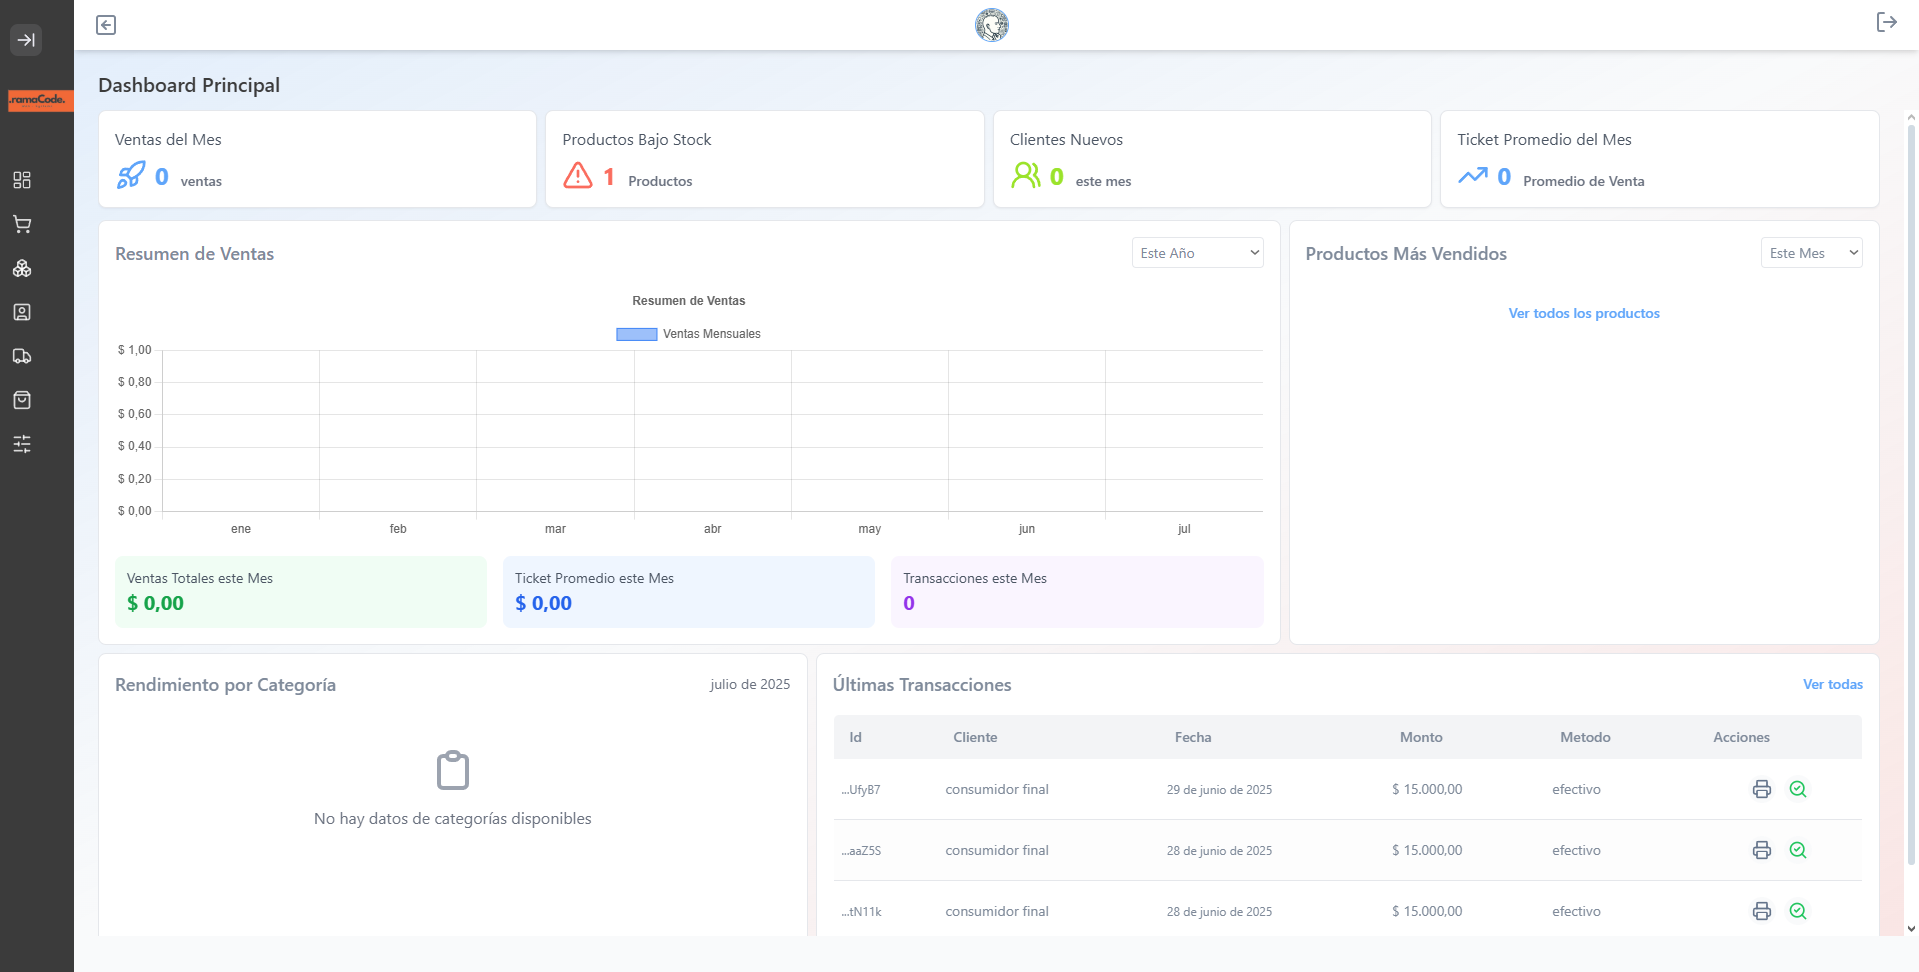 .ramaCode.
Dashboard Principal
Ventas del Mes
0 ventas
Productos Bajo Stock
1 Productos
Clientes Nuevos
0 este mes
Ticket Promedio del Mes
0 Promedio de Venta
Resumen de Ventas
Este Año
Resumen de Ventas
Ventas Mensuales
$ 1,00
$ 0,80
$ 0,60
$ 0,40
$ 0,20
$ 0,00
ene feb mar abr may jun jul
Ventas Totales este Mes
$ 0,00
Ticket Promedio este Mes
$ 0,00
Transacciones este Mes
0
Productos Más Vendidos
Este Mes
Ver todos los productos
Rendimiento por Categoría
julio de 2025
No hay datos de categorías disponibles
Últimas Transacciones
Ver todas
Id Cliente Fecha Monto Metodo Acciones
...UfyB7 consumidor final 29 de junio de 2025 $ 15.000,00 efectivo
...aaZ5S consumidor final 28 de junio de 2025 $ 15.000,00 efectivo
...tN11k consumidor final 28 de junio de 2025 $ 15.000,00 efectivo